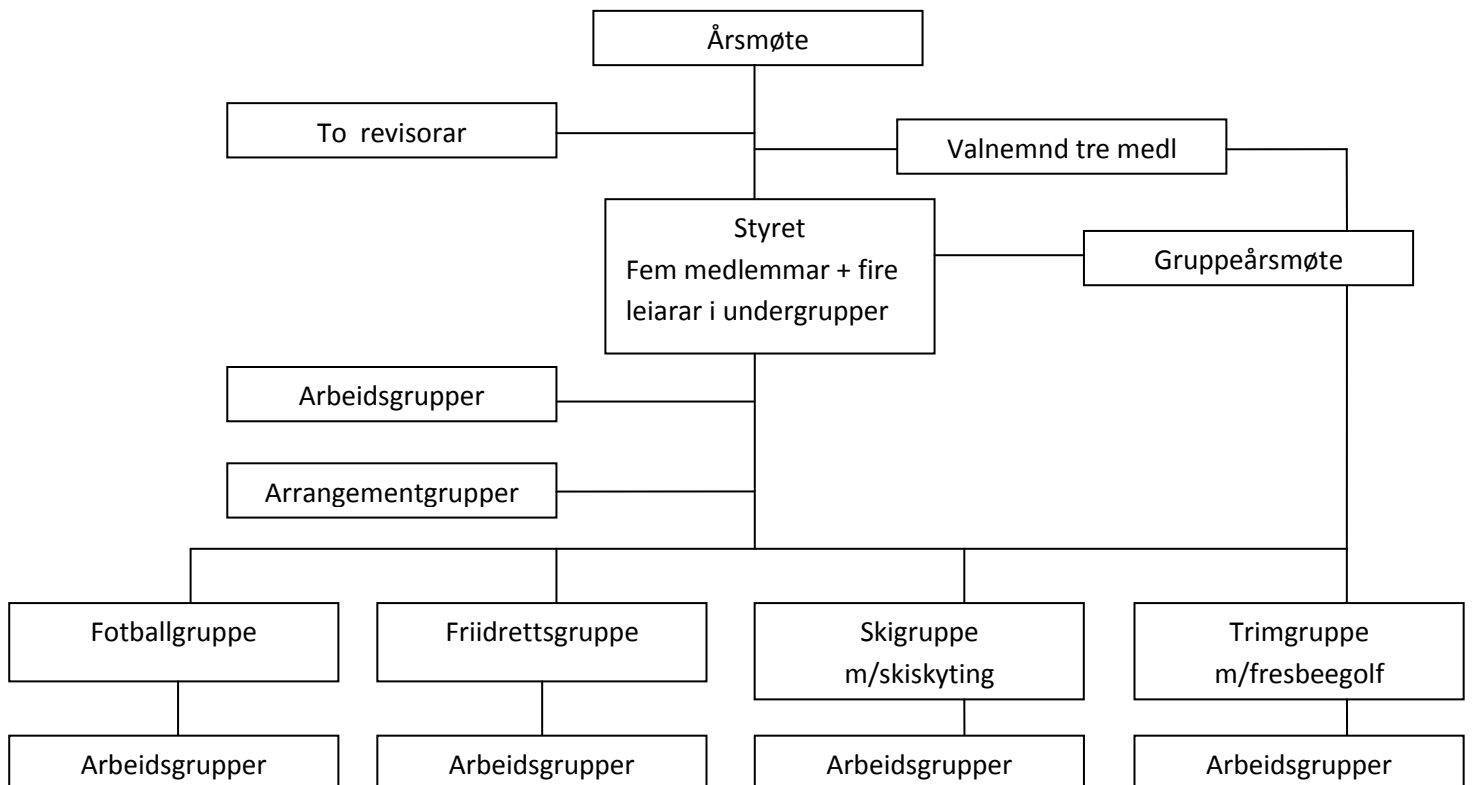 Årsmøte
To revisorar
Valnemnd tre medl
Styret
Fem medlemmar + fire
leiarar i undergrupper
Gruppeårsmøte
Arbeidsgrupper
Arrangementgrupper
Fotballgruppe
Friidrettsgruppe
Skigruppe
m/skiskyting
Trimgruppe
m/fresbeegolf
Arbeidsgrupper
Arbeidsgrupper
Arbeidsgrupper
Arbeidsgrupper